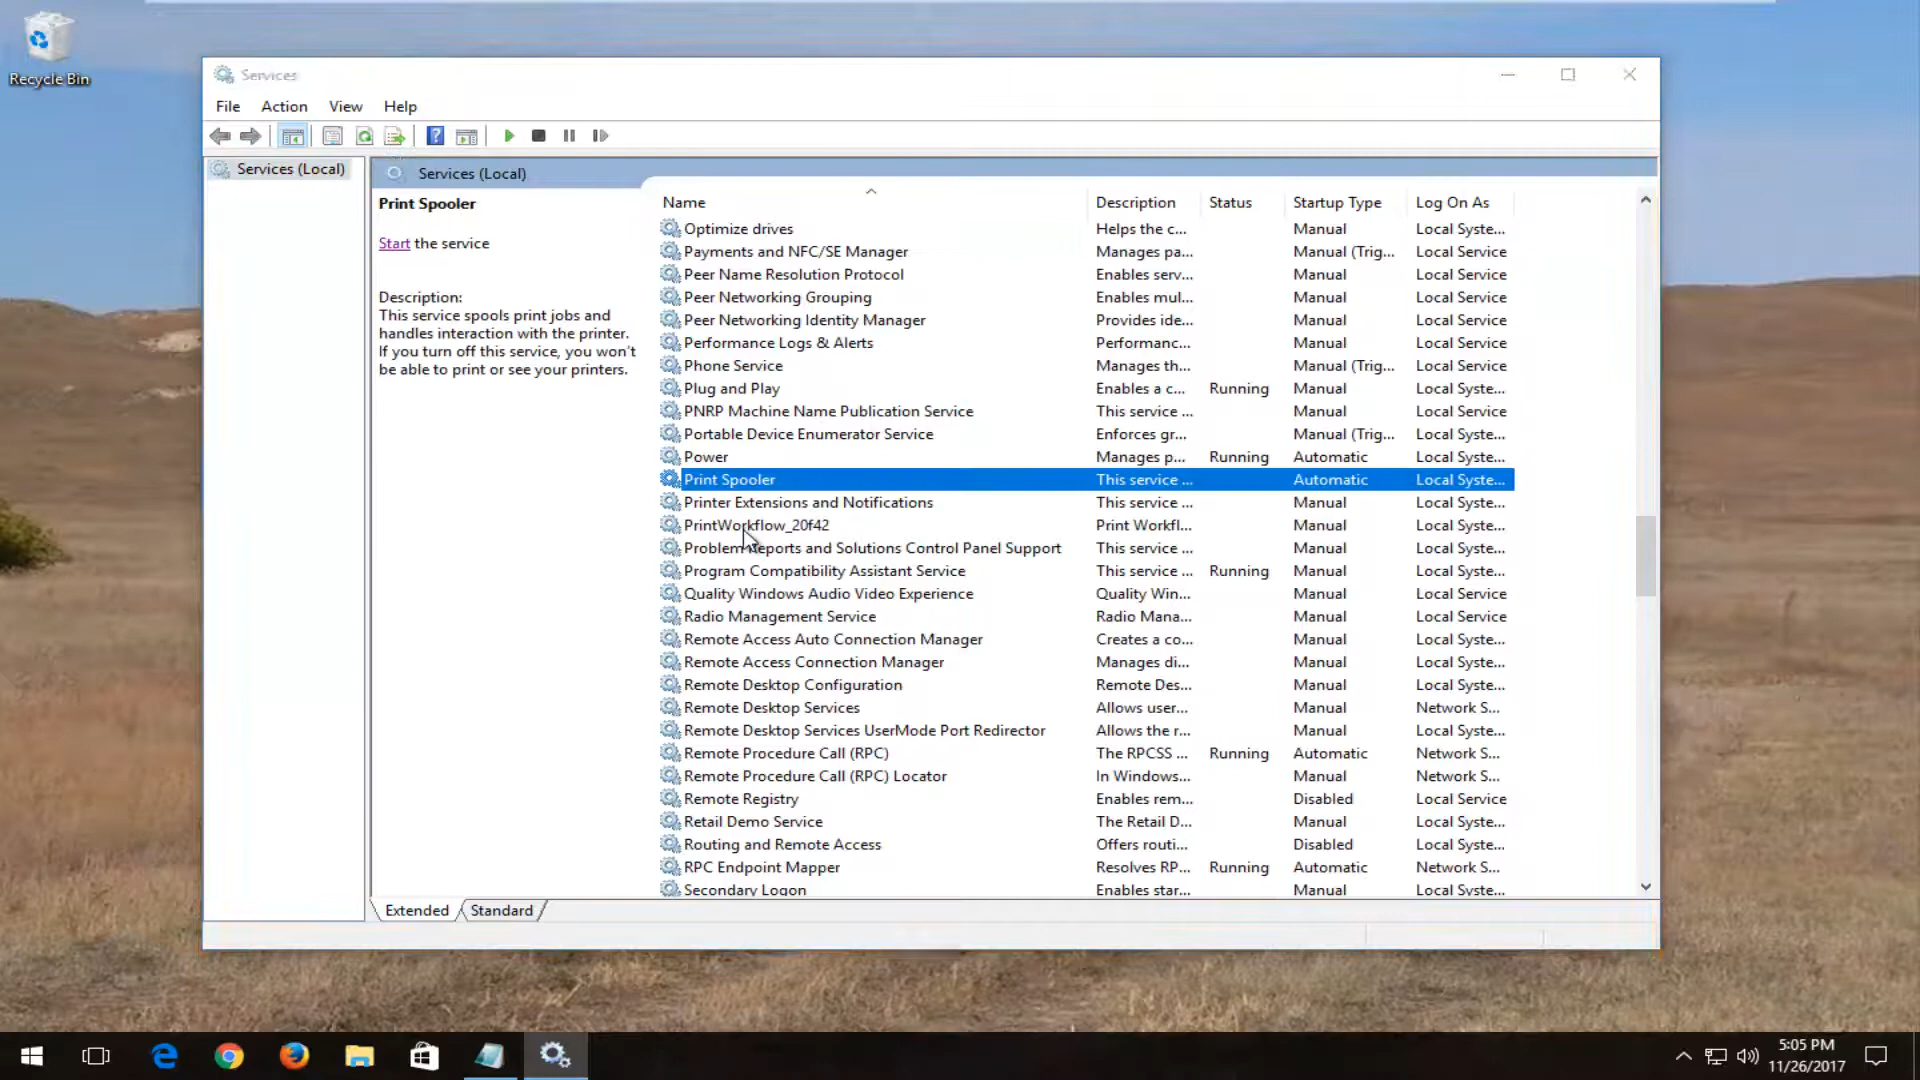 Recycle Bin
Services
File Action View Help
Services (Local)
Services (Local)
Print Spooler
Start the service
Description:
This service spools print jobs and
handles interaction with the printer.
If you turn off this service, you won't
be able to print or see your printers.
Name Description Status Startup Type Log On As
Optimize drives Helps the c... Manual Local Syste...
Payments and NFC/SE Manager Manages pa... Manual (Trig... Local Service
Peer Name Resolution Protocol Enables serv... Manual Local Service
Peer Networking Grouping Enables mul... Manual Local Service
Peer Networking Identity Manager Provides ide... Manual Local Service
Performance Logs & Alerts Performanc... Manual Local Service
Phone Service Manages th... Manual (Trig... Local Service
Plug and Play Enables a c... Running Manual Local Syste...
PNRP Machine Name Publication Service This service ... Manual Local Service
Portable Device Enumerator Service Enforces gr... Manual (Trig... Local Syste...
Power Manages p... Running Automatic Local Syste...
Print Spooler This service ... Automatic Local Syste...
Printer Extensions and Notifications This service ... Manual Local Syste...
PrintWorkflow_20f42 Print Workfl... Manual Local Syste...
Problem Reports and Solutions Control Panel Support This service ... Manual Local Syste...
Program Compatibility Assistant Service This service ... Running Manual Local Syste...
Quality Windows Audio Video Experience Quality Win... Manual Local Service
Radio Management Service Radio Mana... Manual Local Service
Remote Access Auto Connection Manager Creates a co... Manual Local Syste...
Remote Access Connection Manager Manages di... Manual Local Syste...
Remote Desktop Configuration Remote Des... Manual Local Syste...
Remote Desktop Services Allows user... Manual Network S...
Remote Desktop Services UserMode Port Redirector Allows the r... Manual Local Syste...
Remote Procedure Call (RPC) The RPCSS ... Running Automatic Network S...
Remote Procedure Call (RPC) Locator In Windows... Manual Network S...
Remote Registry Enables rem... Disabled Local Service
Retail Demo Service The Retail D... Manual Local Syste...
Routing and Remote Access Offers routi... Disabled Local Syste...
RPC Endpoint Mapper Resolves RP... Running Automatic Network S...
Secondary Logon Enables star... Manual Local Syste...
Extended Standard
5:05 PM
11/26/2017